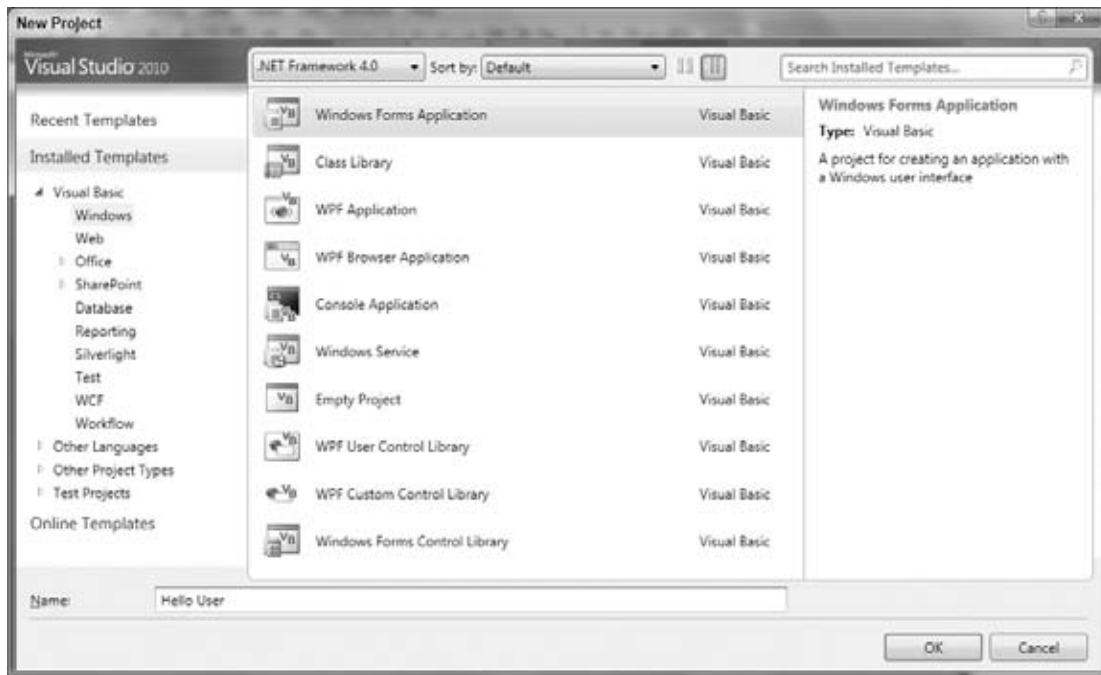 New Project
Microsoft
Visual Studio 2010
.NET Framework 4.0
Sort by: Default
Search Installed Templates...
Recent Templates
Installed Templates
Visual Basic
Windows
Web
Office
SharePoint
Database
Reporting
Silverlight
Test
WCF
Workflow
Other Languages
Other Project Types
Test Projects
Online Templates
Windows Forms Application Visual Basic
Class Library Visual Basic
WPF Application Visual Basic
WPF Browser Application Visual Basic
Console Application Visual Basic
Windows Service Visual Basic
Empty Project Visual Basic
WPF User Control Library Visual Basic
WPF Custom Control Library Visual Basic
Windows Forms Control Library Visual Basic
Windows Forms Application
Type: Visual Basic
A project for creating an application with
a Windows user interface
Name: Hello User
OK Cancel